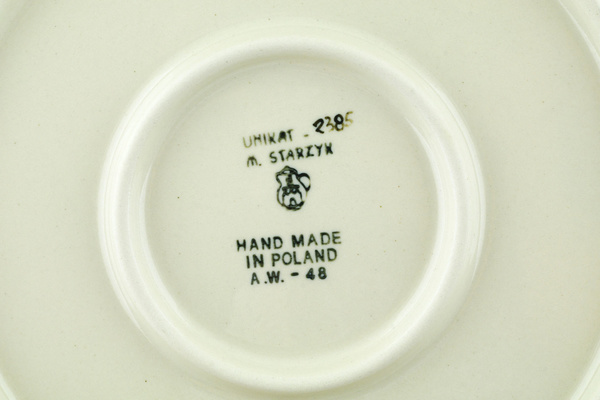 UNIKAT - 2385
M. STARZYK
HAND MADE
IN POLAND
A.W. - 48